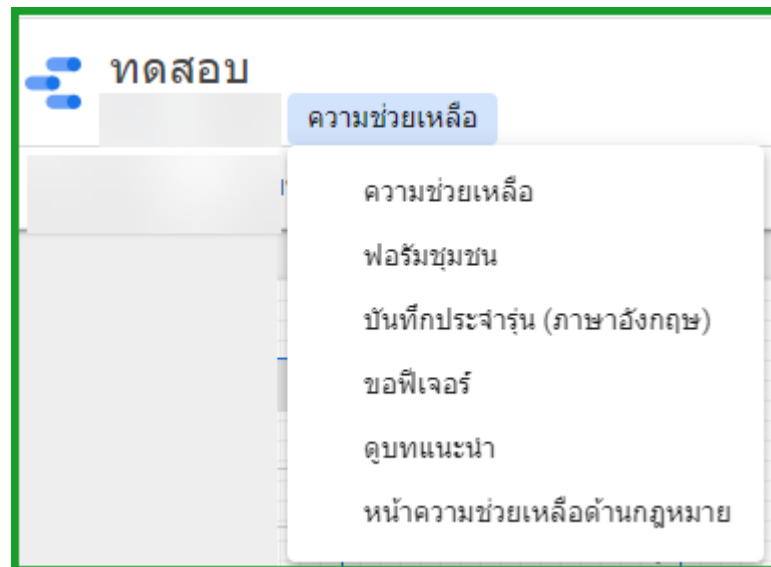 ทดสอบ
ความช่วยเหลือ
ความช่วยเหลือ
ฟอรัมชุมชน
บันทึกประจำรุ่น (ภาษาอังกฤษ)
ขอฟีเจอร์
ดูบทแนะนำ
หน้าความช่วยเหลือด้านกฎหมาย